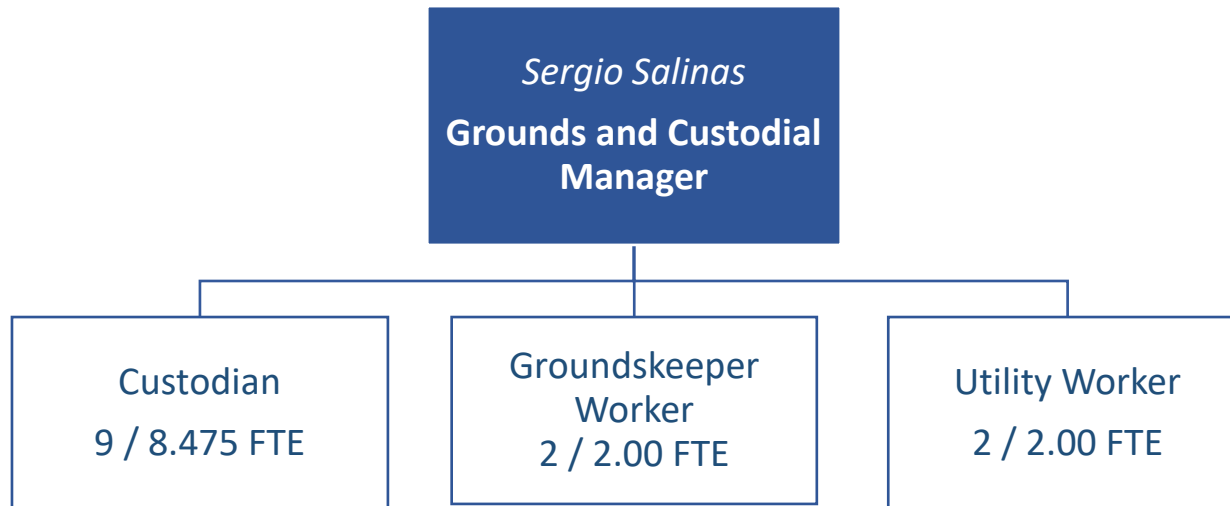 Sergio Salinas
Grounds and Custodial
Manager
Custodian
9 / 8.475 FTE
Groundskeeper
Worker
2 / 2.00 FTE
Utility Worker
2 / 2.00 FTE